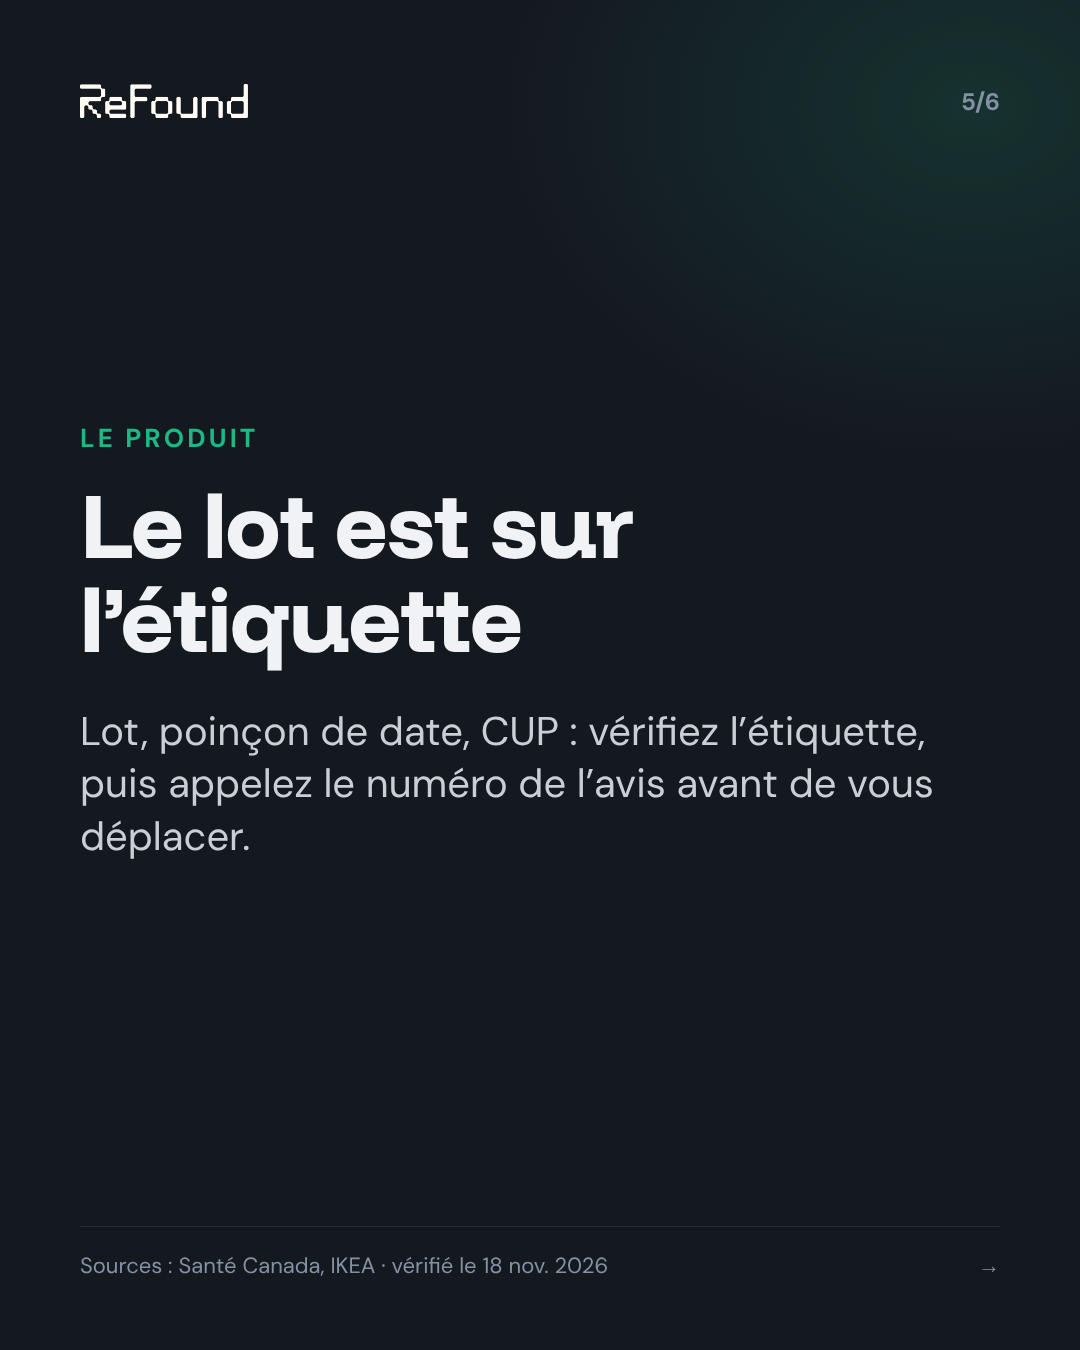 ReFound
5/6
LE PRODUIT
Le lot est sur
l’étiquette
Lot, poinçon de date, CUP : vérifiez l’étiquette,
puis appelez le numéro de l’avis avant de vous
déplacer.
Sources : Santé Canada, IKEA · vérifié le 18 nov. 2026
→